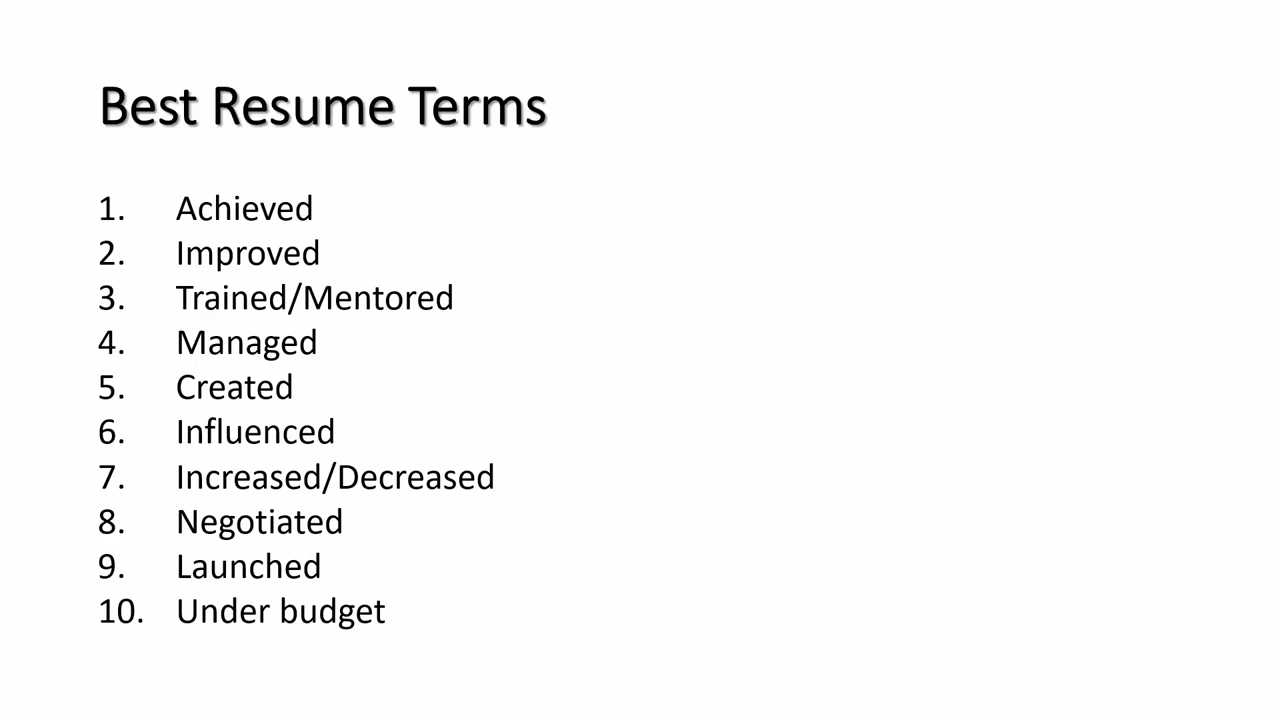 Best Resume Terms
1. Achieved
2. Improved
3. Trained/Mentored
4. Managed
5. Created
6. Influenced
7. Increased/Decreased
8. Negotiated
9. Launched
10. Under budget